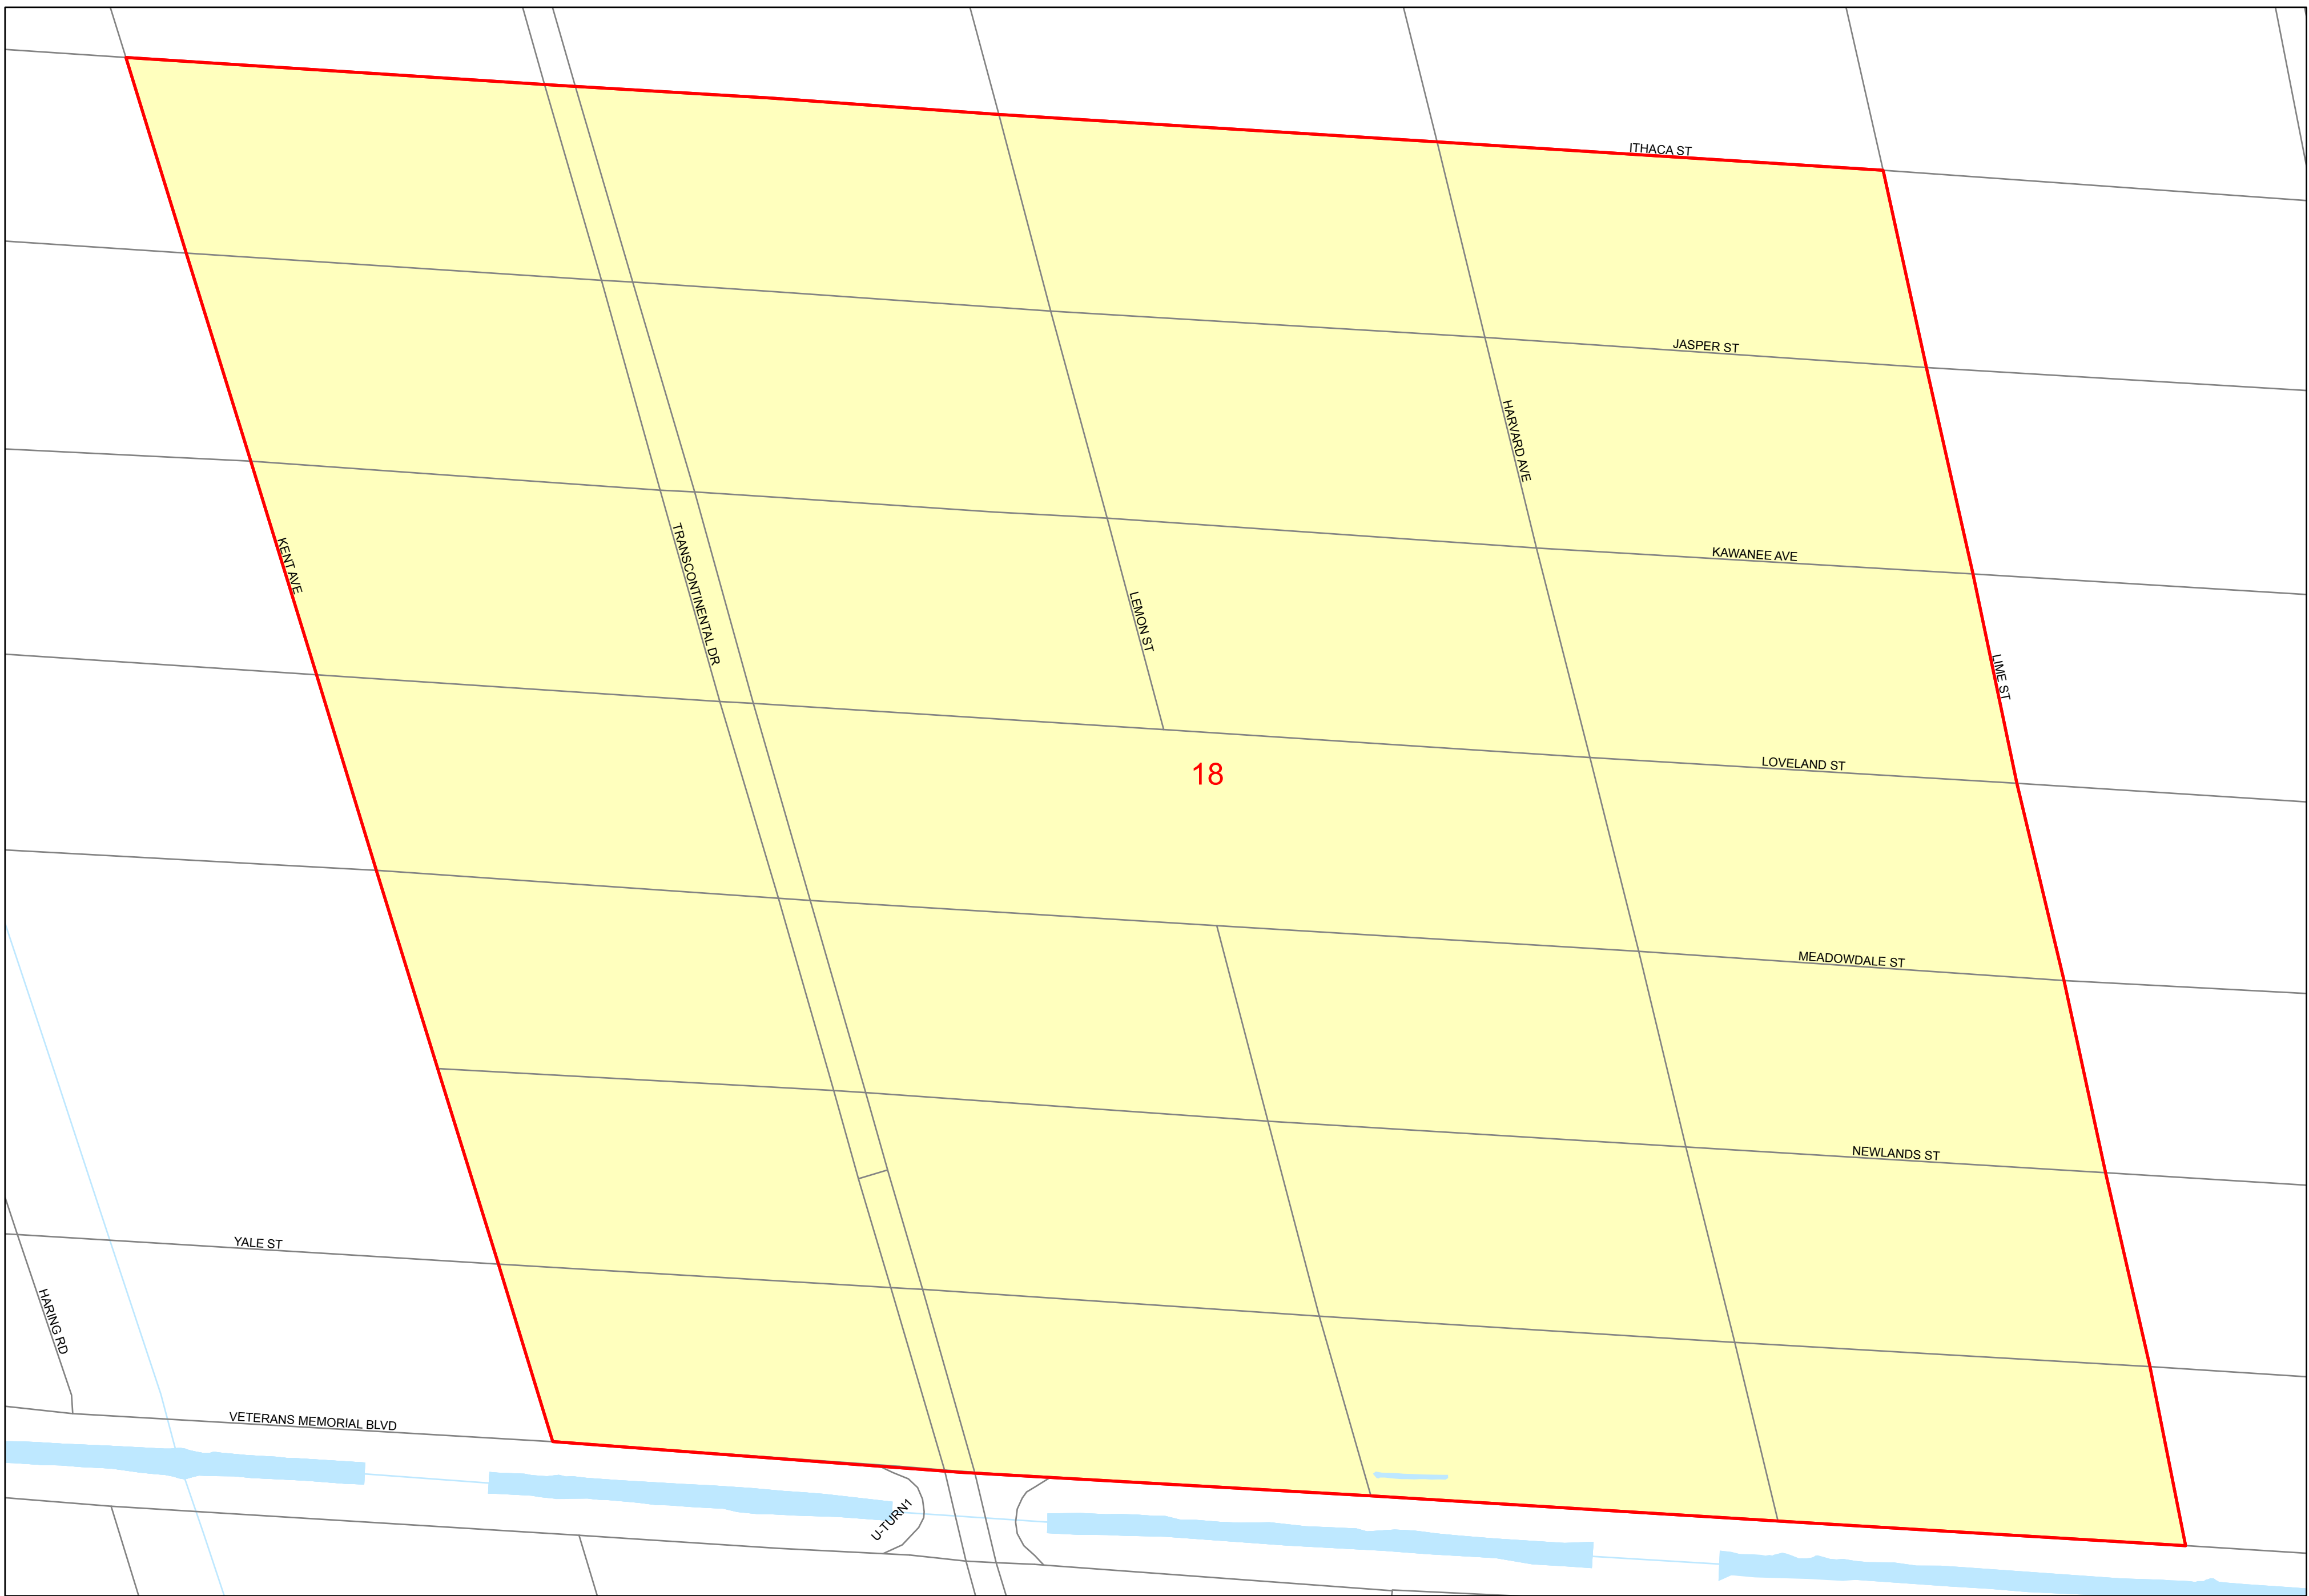 ITHACA ST
JASPER ST
HARVARD AVE
KENT AVE
TRANSCONTINENTAL DR
KAWANEE AVE
LEMON ST
LIME ST
18
LOVELAND ST
MEADOWDALE ST
NEWLANDS ST
YALE ST
HARING RD
VETERANS MEMORIAL BLVD
U-TURN1